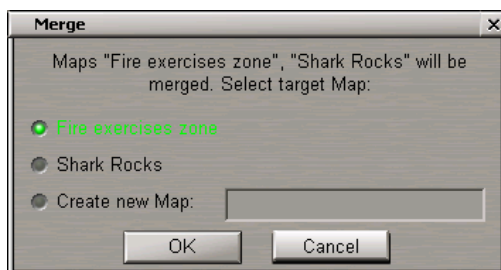 Merge
Maps "Fire exercises zone", "Shark Rocks" will be
merged. Select target Map:
Fire exercises zone
Shark Rocks
Create new Map:
OK Cancel